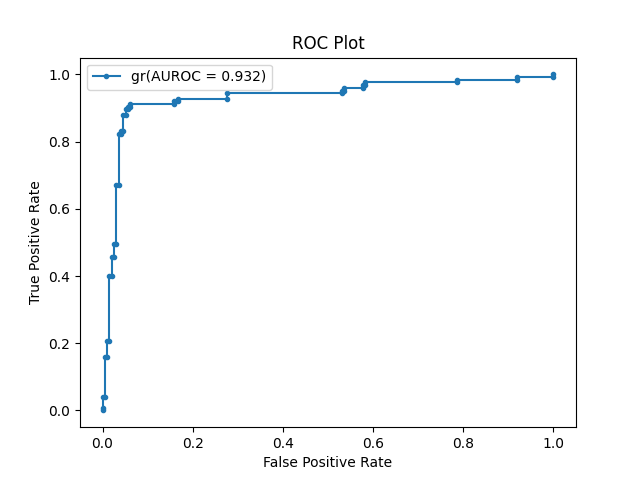 ROC Plot
gr(AUROC = 0.932)
1.0
0.8
0.6
0.4
0.2
0.0
True Positive Rate
0.0 0.2 0.4 0.6 0.8 1.0
False Positive Rate